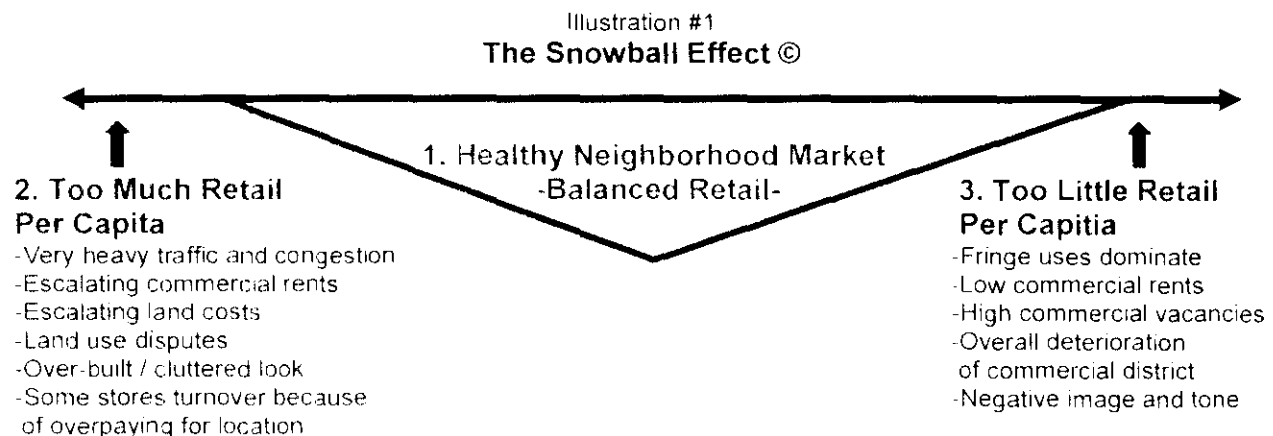 Illustration #1
The Snowball Effect ©
1. Healthy Neighborhood Market
-Balanced Retail-
2. Too Much Retail
Per Capita
-Very heavy traffic and congestion
-Escalating commercial rents
-Escalating land costs
-Land use disputes
-Over-built / cluttered look
-Some stores turnover because
of overpaying for location
3. Too Little Retail
Per Capitia
-Fringe uses dominate
-Low commercial rents
-High commercial vacancies
-Overall deterioration
of commercial district
-Negative image and tone